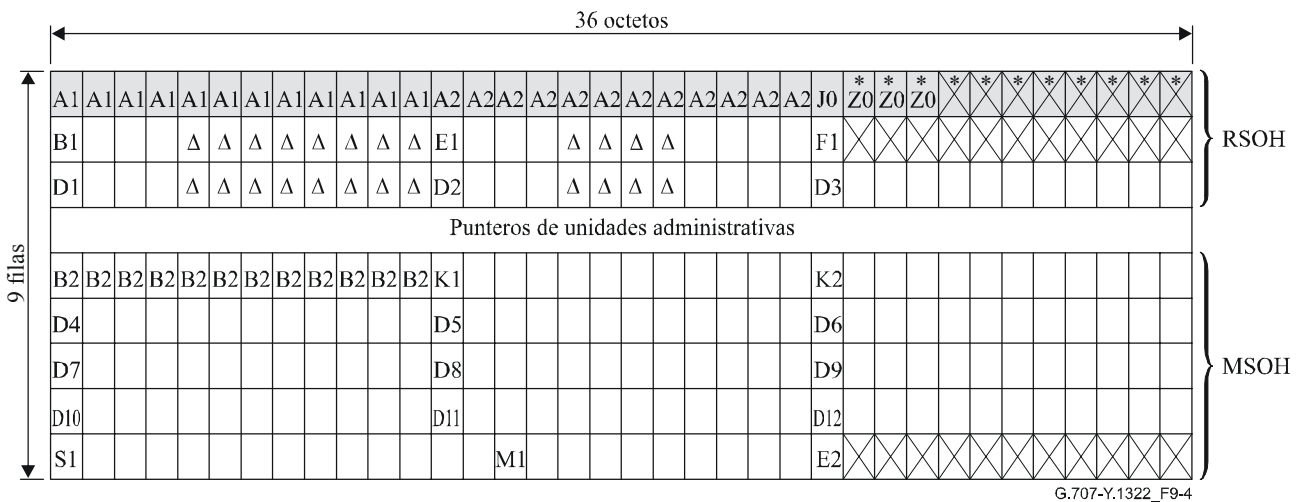 36 octetos
* * * * * * * * * * *
A1 A1 A1 A1 A1 A1 A1 A1 A1 A1 A1 A1 A2 A2 A2 A2 A2 A2 A2 A2 A2 A2 A2 A2 J0 Z0 Z0 Z0
B1 Δ Δ Δ Δ Δ Δ Δ Δ E1 Δ Δ Δ Δ F1
RSOH
D1 Δ Δ Δ Δ Δ Δ Δ Δ D2 Δ Δ Δ Δ D3
Punteros de unidades administrativas
9 filas
B2 B2 B2 B2 B2 B2 B2 B2 B2 B2 B2 B2 K1 K2
D4 D5 D6
D7 D8 D9
MSOH
D10 D11 D12
S1 M1 E2
G.707-Y.1322_F9-4